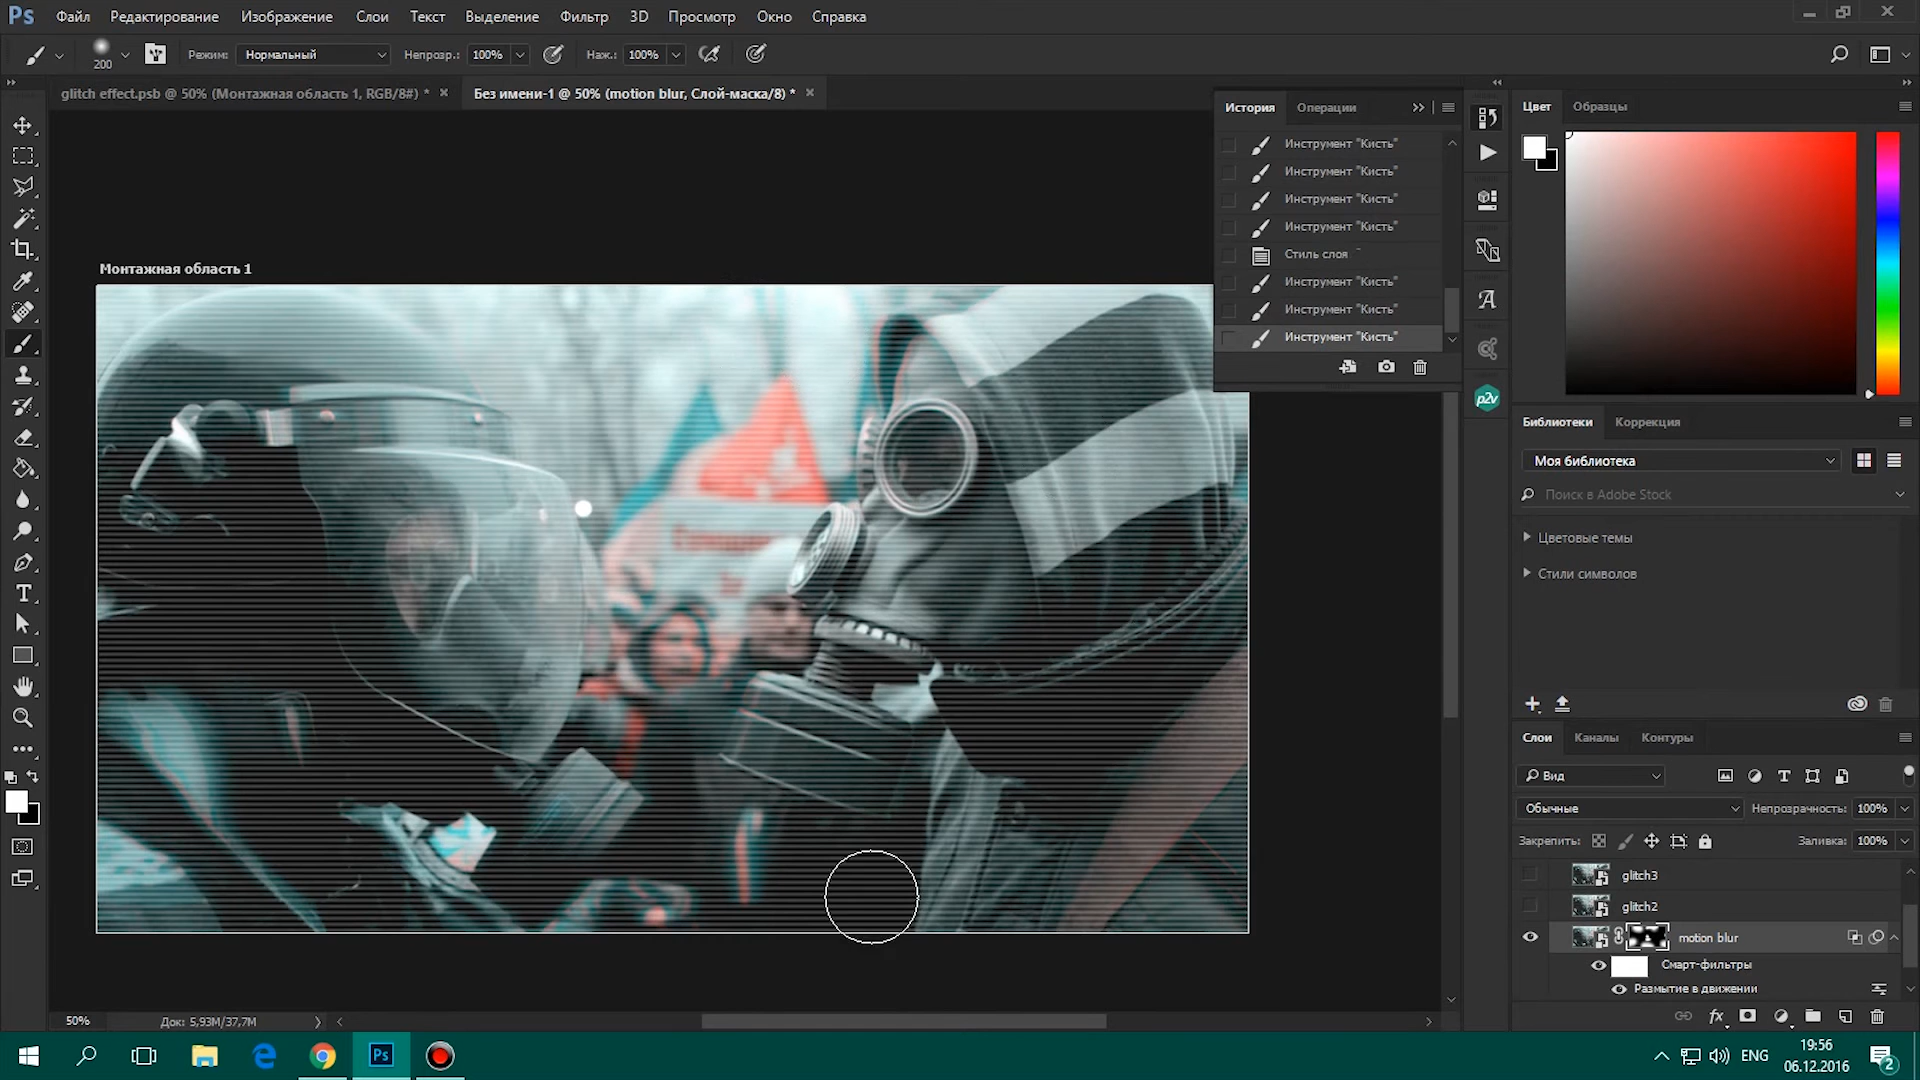 Ps Файл Редактирование Изображение Слои Текст Выделение Фильтр 3D Просмотр Окно Справка
200 Режим: Нормальный Непрозр.: 100% Наж.: 100%
glitch effect.psb @ 50% (Монтажная область 1, RGB/8#) * Без имени-1 @ 50% (motion blur, Слой-маска/8) *
Монтажная область 1
История Операции
Инструмент "Кисть"
Инструмент "Кисть"
Инструмент "Кисть"
Инструмент "Кисть"
Стиль слоя
Инструмент "Кисть"
Инструмент "Кисть"
Инструмент "Кисть"
p2v
Цвет Образцы
Библиотеки Коррекция
Моя библиотека
Поиск в Adobe Stock
Цветовые темы
Стили символов
Слои Каналы Контуры
Вид
Обычные Непрозрачность: 100%
Закрепить: Заливка: 100%
glitch3
glitch2
motion blur
Смарт-фильтры
Размытие в движении
50% Док: 5,93M/37,7M
Ps ENG 19:56
06.12.2016 2